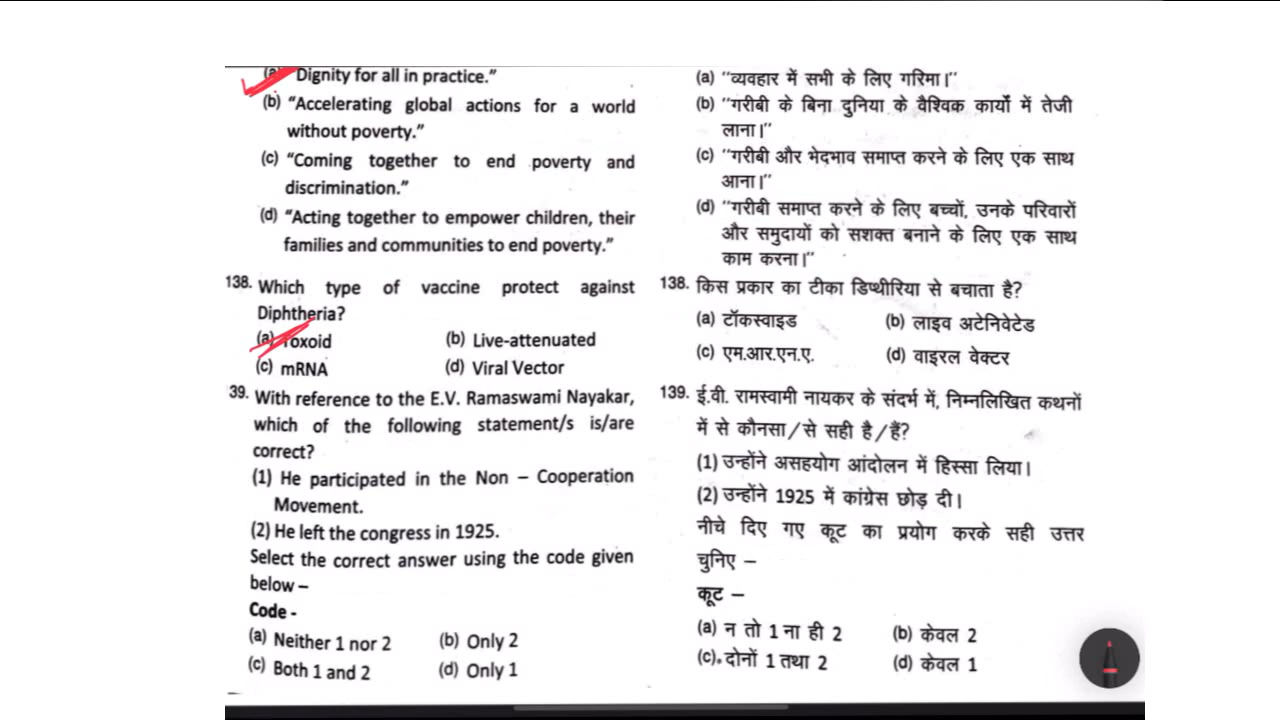 (a) "Dignity for all in practice."
(b) "Accelerating global actions for a world
without poverty."
(c) "Coming together to end poverty and
discrimination."
(d) "Acting together to empower children, their
families and communities to end poverty."
138. Which type of vaccine protect against
Diphtheria?
(a) Toxoid (b) Live-attenuated
(c) mRNA (d) Viral Vector
39. With reference to the E.V. Ramaswami Nayakar,
which of the following statement/s is/are
correct?
(1) He participated in the Non – Cooperation
Movement.
(2) He left the congress in 1925.
Select the correct answer using the code given
below –
Code -
(a) Neither 1 nor 2 (b) Only 2
(c) Both 1 and 2 (d) Only 1
(a) "व्यवहार में सभी के लिए गरिमा।"
(b) "गरीबी के बिना दुनिया के वैश्विक कार्यों में तेजी
लाना।"
(c) "गरीबी और भेदभाव समाप्त करने के लिए एक साथ
आना।"
(d) "गरीबी समाप्त करने के लिए बच्चों, उनके परिवारों
और समुदायों को सशक्त बनाने के लिए एक साथ
काम करना।"
138. किस प्रकार का टीका डिप्थीरिया से बचाता है?
(a) टॉकस्वाइड (b) लाइव अटेनिवेटेड
(c) एम.आर.एन.ए. (d) वाइरल वेक्टर
139. ई.वी. रामस्वामी नायकर के संदर्भ में, निम्नलिखित कथनों
में से कौनसा/से सही है/हैं?
(1) उन्होंने असहयोग आंदोलन में हिस्सा लिया।
(2) उन्होंने 1925 में कांग्रेस छोड़ दी।
नीचे दिए गए कूट का प्रयोग करके सही उत्तर
चुनिए –
कूट –
(a) न तो 1 ना ही 2 (b) केवल 2
(c). दोनों 1 तथा 2 (d) केवल 1